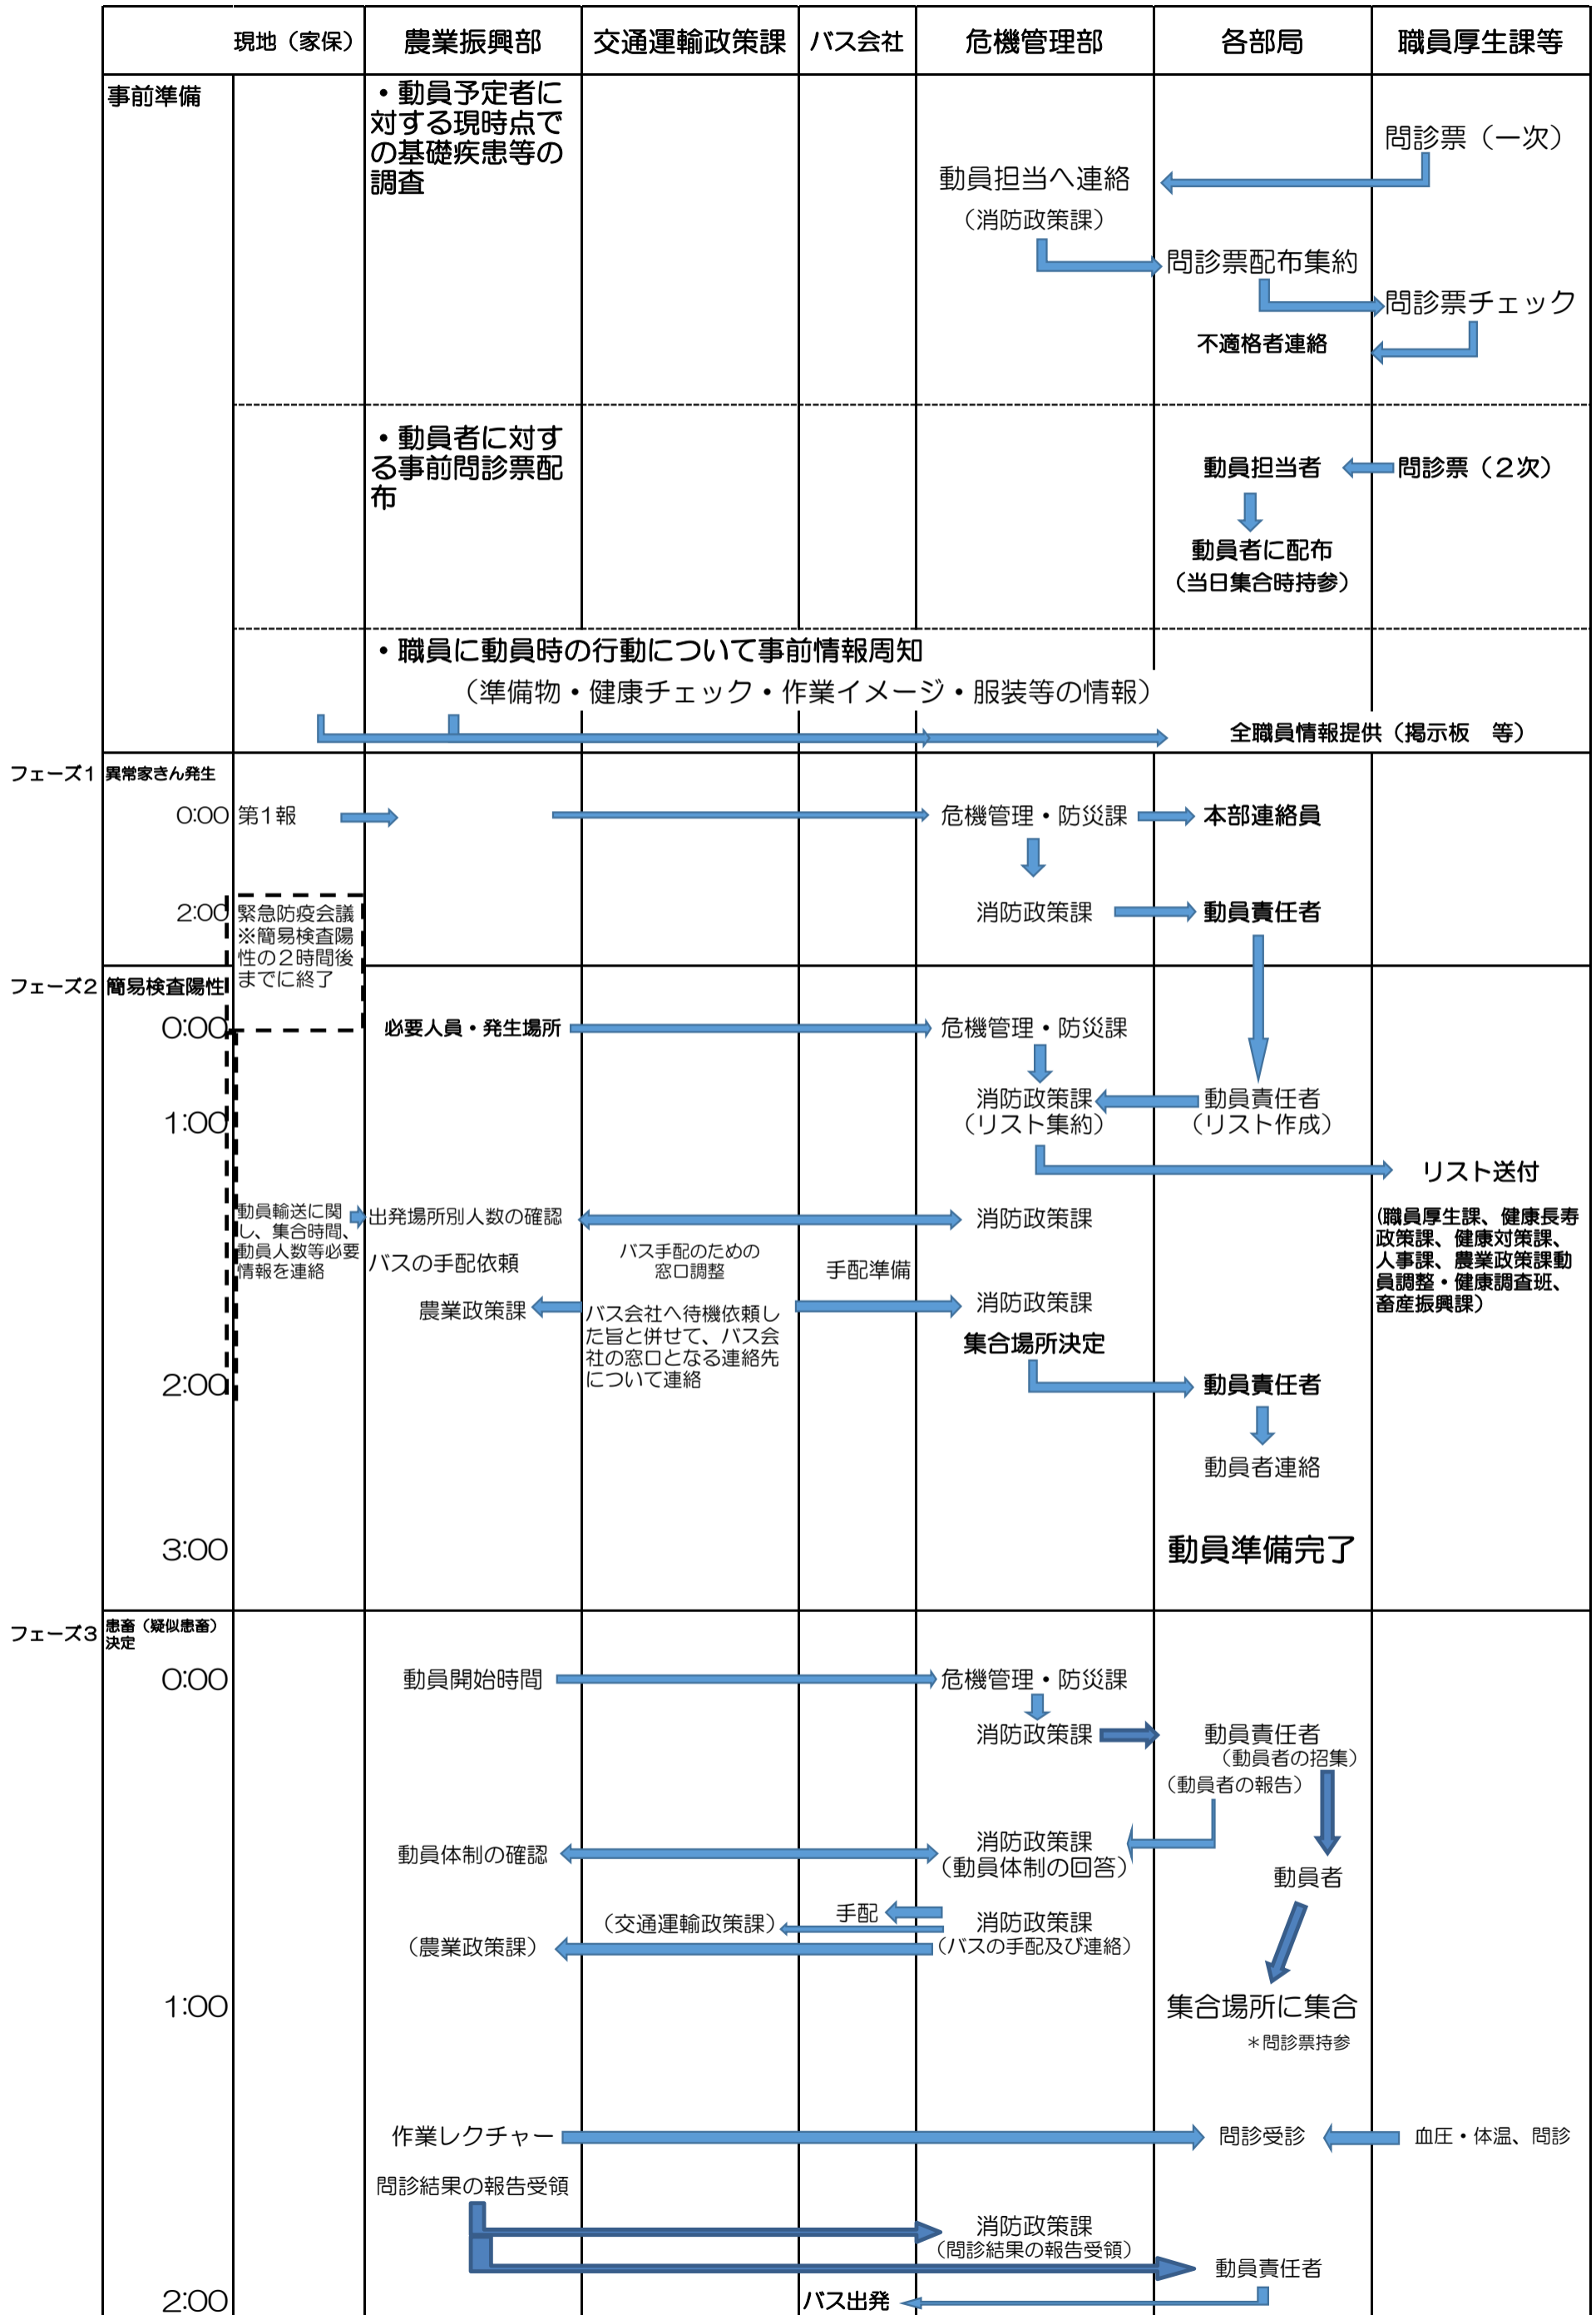 現地（家保）
農業振興部
交通運輸政策課
バス会社
危機管理部
各部局
職員厚生課等
事前準備
・動員予定者に
対する現時点で
の基礎疾患等の
調査
問診票（一次）
動員担当へ連絡
（消防政策課）
問診票配布集約
問診票チェック
不適格者連絡
・動員者に対す
る事前問診票配
布
動員担当者
問診票（２次）
動員者に配布
（当日集合時持参）
・職員に動員時の行動について事前情報周知
（準備物・健康チェック・作業イメージ・服装等の情報）
全職員情報提供（掲示板　等）
フェーズ１
異常家きん発生
0:00
第１報
危機管理・防災課
本部連絡員
2:00
緊急防疫会議
※簡易検査陽
性の２時間後
までに終了
消防政策課
動員責任者
フェーズ２
簡易検査陽性
0:00
必要人員・発生場所
危機管理・防災課
1:00
消防政策課
（リスト集約）
動員責任者
（リスト作成）
リスト送付
（職員厚生課、健康長寿
政策課、健康対策課、
人事課、農業政策課動
員調整・健康調査班、
畜産振興課）
動員輸送に関
し、集合時間、
動員人数等必要
情報を連絡
出発場所別人数の確認
消防政策課
バスの手配依頼
バス手配のための
窓口調整
手配準備
農業政策課
バス会社へ待機依頼し
た旨と併せて、バス会
社の窓口となる連絡先
について連絡
消防政策課
集合場所決定
2:00
動員責任者
動員者連絡
3:00
動員準備完了
フェーズ３
患畜（疑似患畜）
決定
0:00
動員開始時間
危機管理・防災課
消防政策課
動員責任者
（動員者の招集）
（動員者の報告）
動員体制の確認
消防政策課
（動員体制の回答）
動員者
手配
（交通運輸政策課）
消防政策課
（農業政策課）
（バスの手配及び連絡）
1:00
集合場所に集合
＊問診票持参
作業レクチャー
問診受診
血圧・体温、問診
問診結果の報告受領
消防政策課
（問診結果の報告受領）
動員責任者
2:00
バス出発